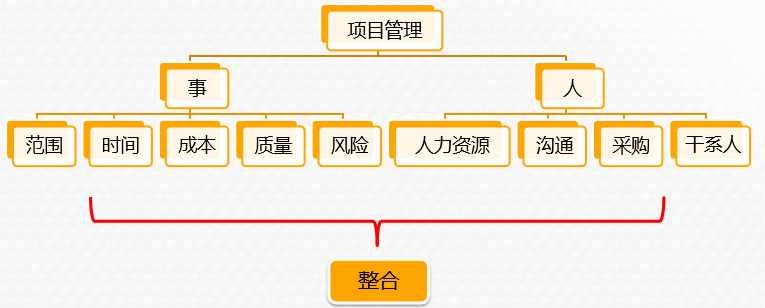 项目管理
事
人
范围
时间
成本
质量
风险
人力资源
沟通
采购
干系人
整合